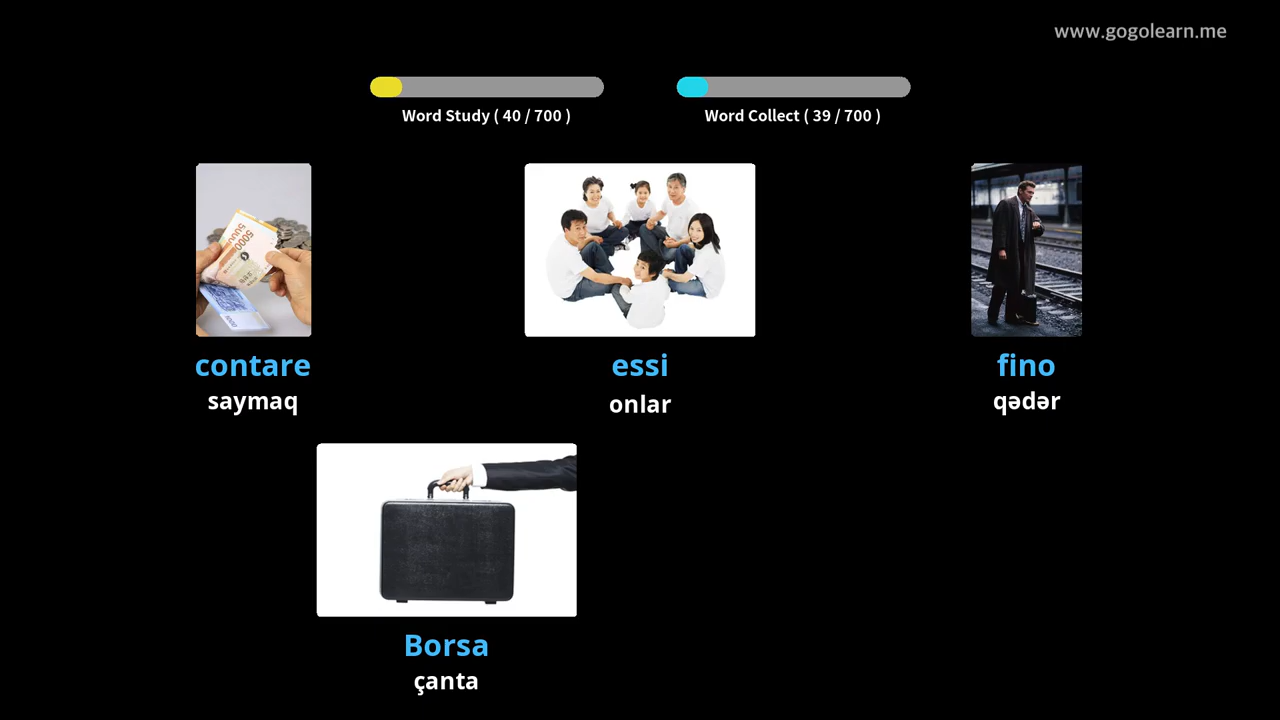 www.gogolearn.me
Word Study ( 40 / 700 )
Word Collect ( 39 / 700 )
contare
saymaq
essi
onlar
fino
qədər
Borsa
çanta